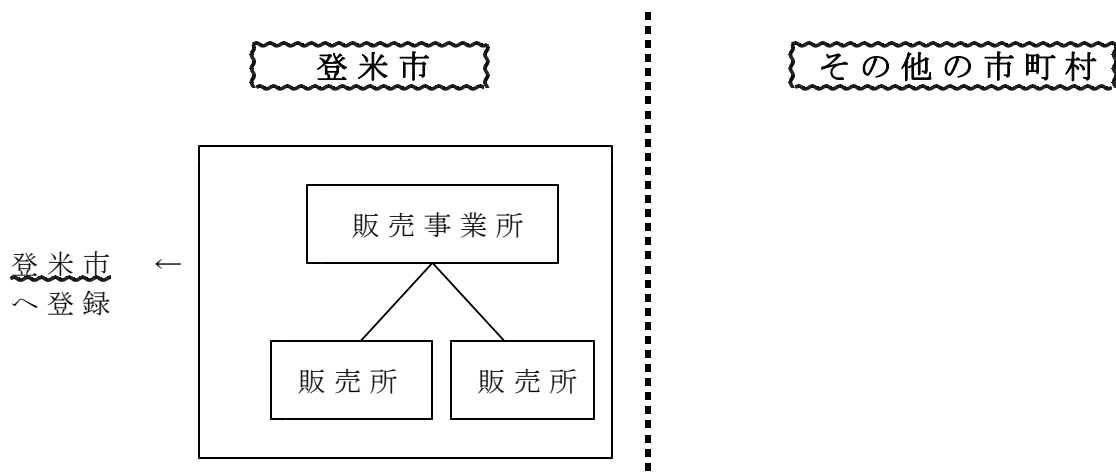 登米市
その他の市町村
販売事業所
登米市 ←
へ登録
販売所
販売所